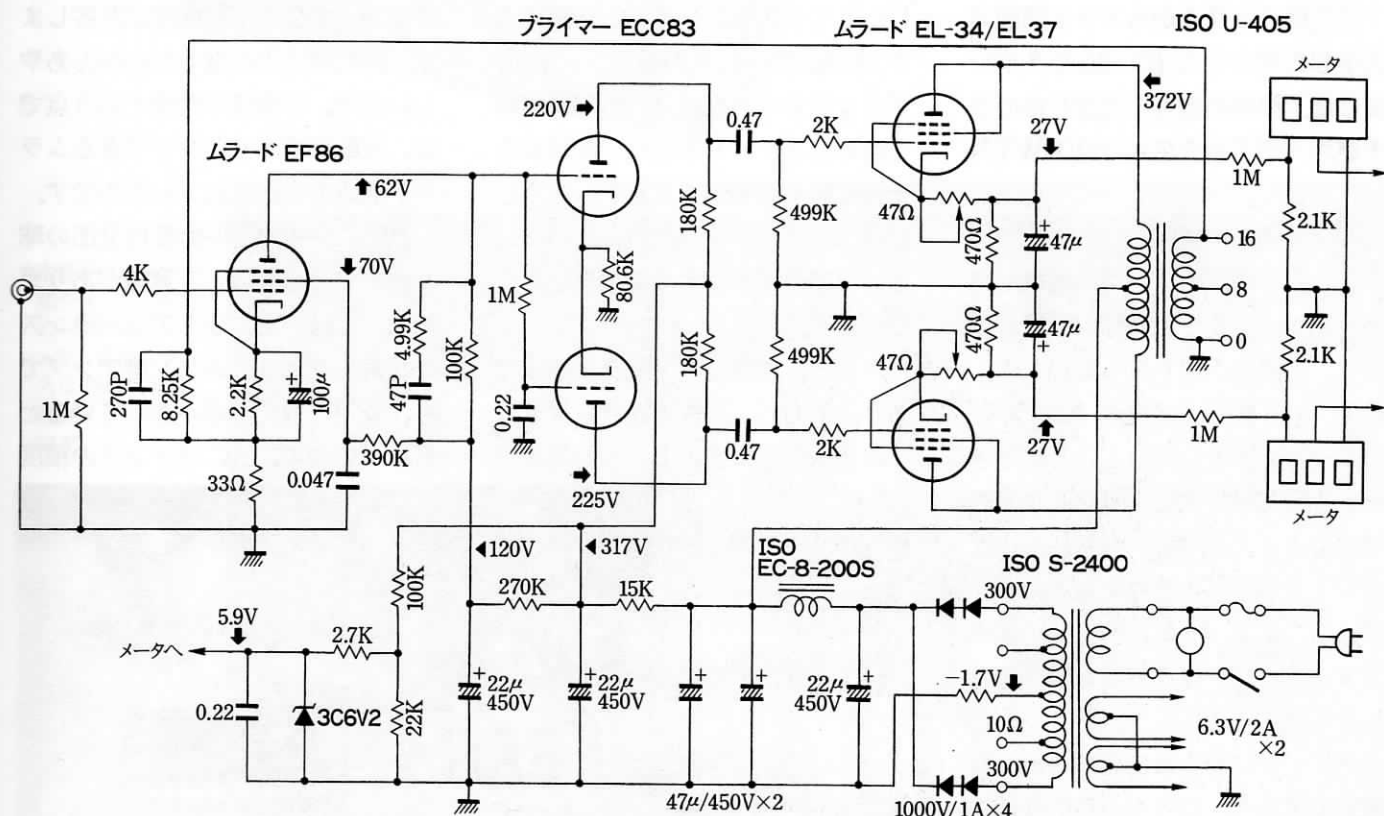 ブライマー ECC83
ムラード EL-34/EL37
ISO U-405
メータ
372V
220V
0.47
2K
27V
ムラード EF86
62V
1M
180K
499K
47Ω
470Ω
47μ
2.1K
16
70V
4K
80.6K
8
1M
4.99K
100K
470Ω
47μ
0
2.1K
180K
499K
47Ω
270P
8.25K
2.2K
100μ
47P
0.22
1M
1M
0.47
2K
27V
390K
33Ω
0.047
225V
メータ
120V
317V
ISO
EC-8-200S
ISO S-2400
100K
270K
15K
300V
5.9V
メータへ
2.7K
−1.7V
22μ
450V
22μ
450V
22μ
450V
0.22
3C6V2
22K
10Ω
6.3V/2A
×2
300V
47μ/450V×2
1000V/1A×4